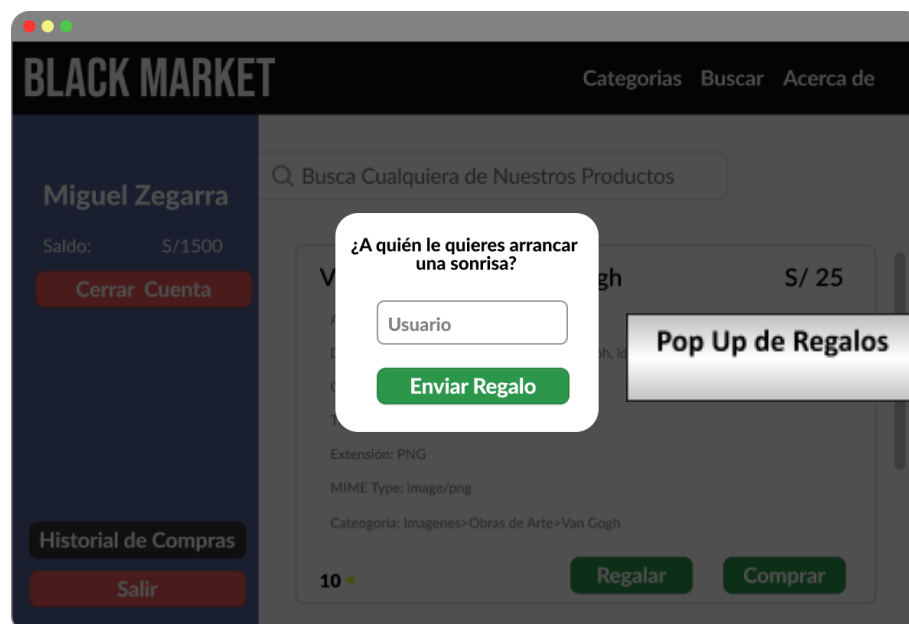 BLACK MARKET
Categorias Buscar Acerca de
Miguel Zegarra
Saldo: S/1500
Cerrar Cuenta
Historial de Compras
Salir
Busca Cualquiera de Nuestros Productos
gh S/ 25
¿A quién le quieres arrancar
una sonrisa?
Usuario
Enviar Regalo
Pop Up de Regalos
Extensión: PNG
MIME Type: image/png
Cateogoría: Imagenes>Obras de Arte>Van Gogh
10
Regalar Comprar